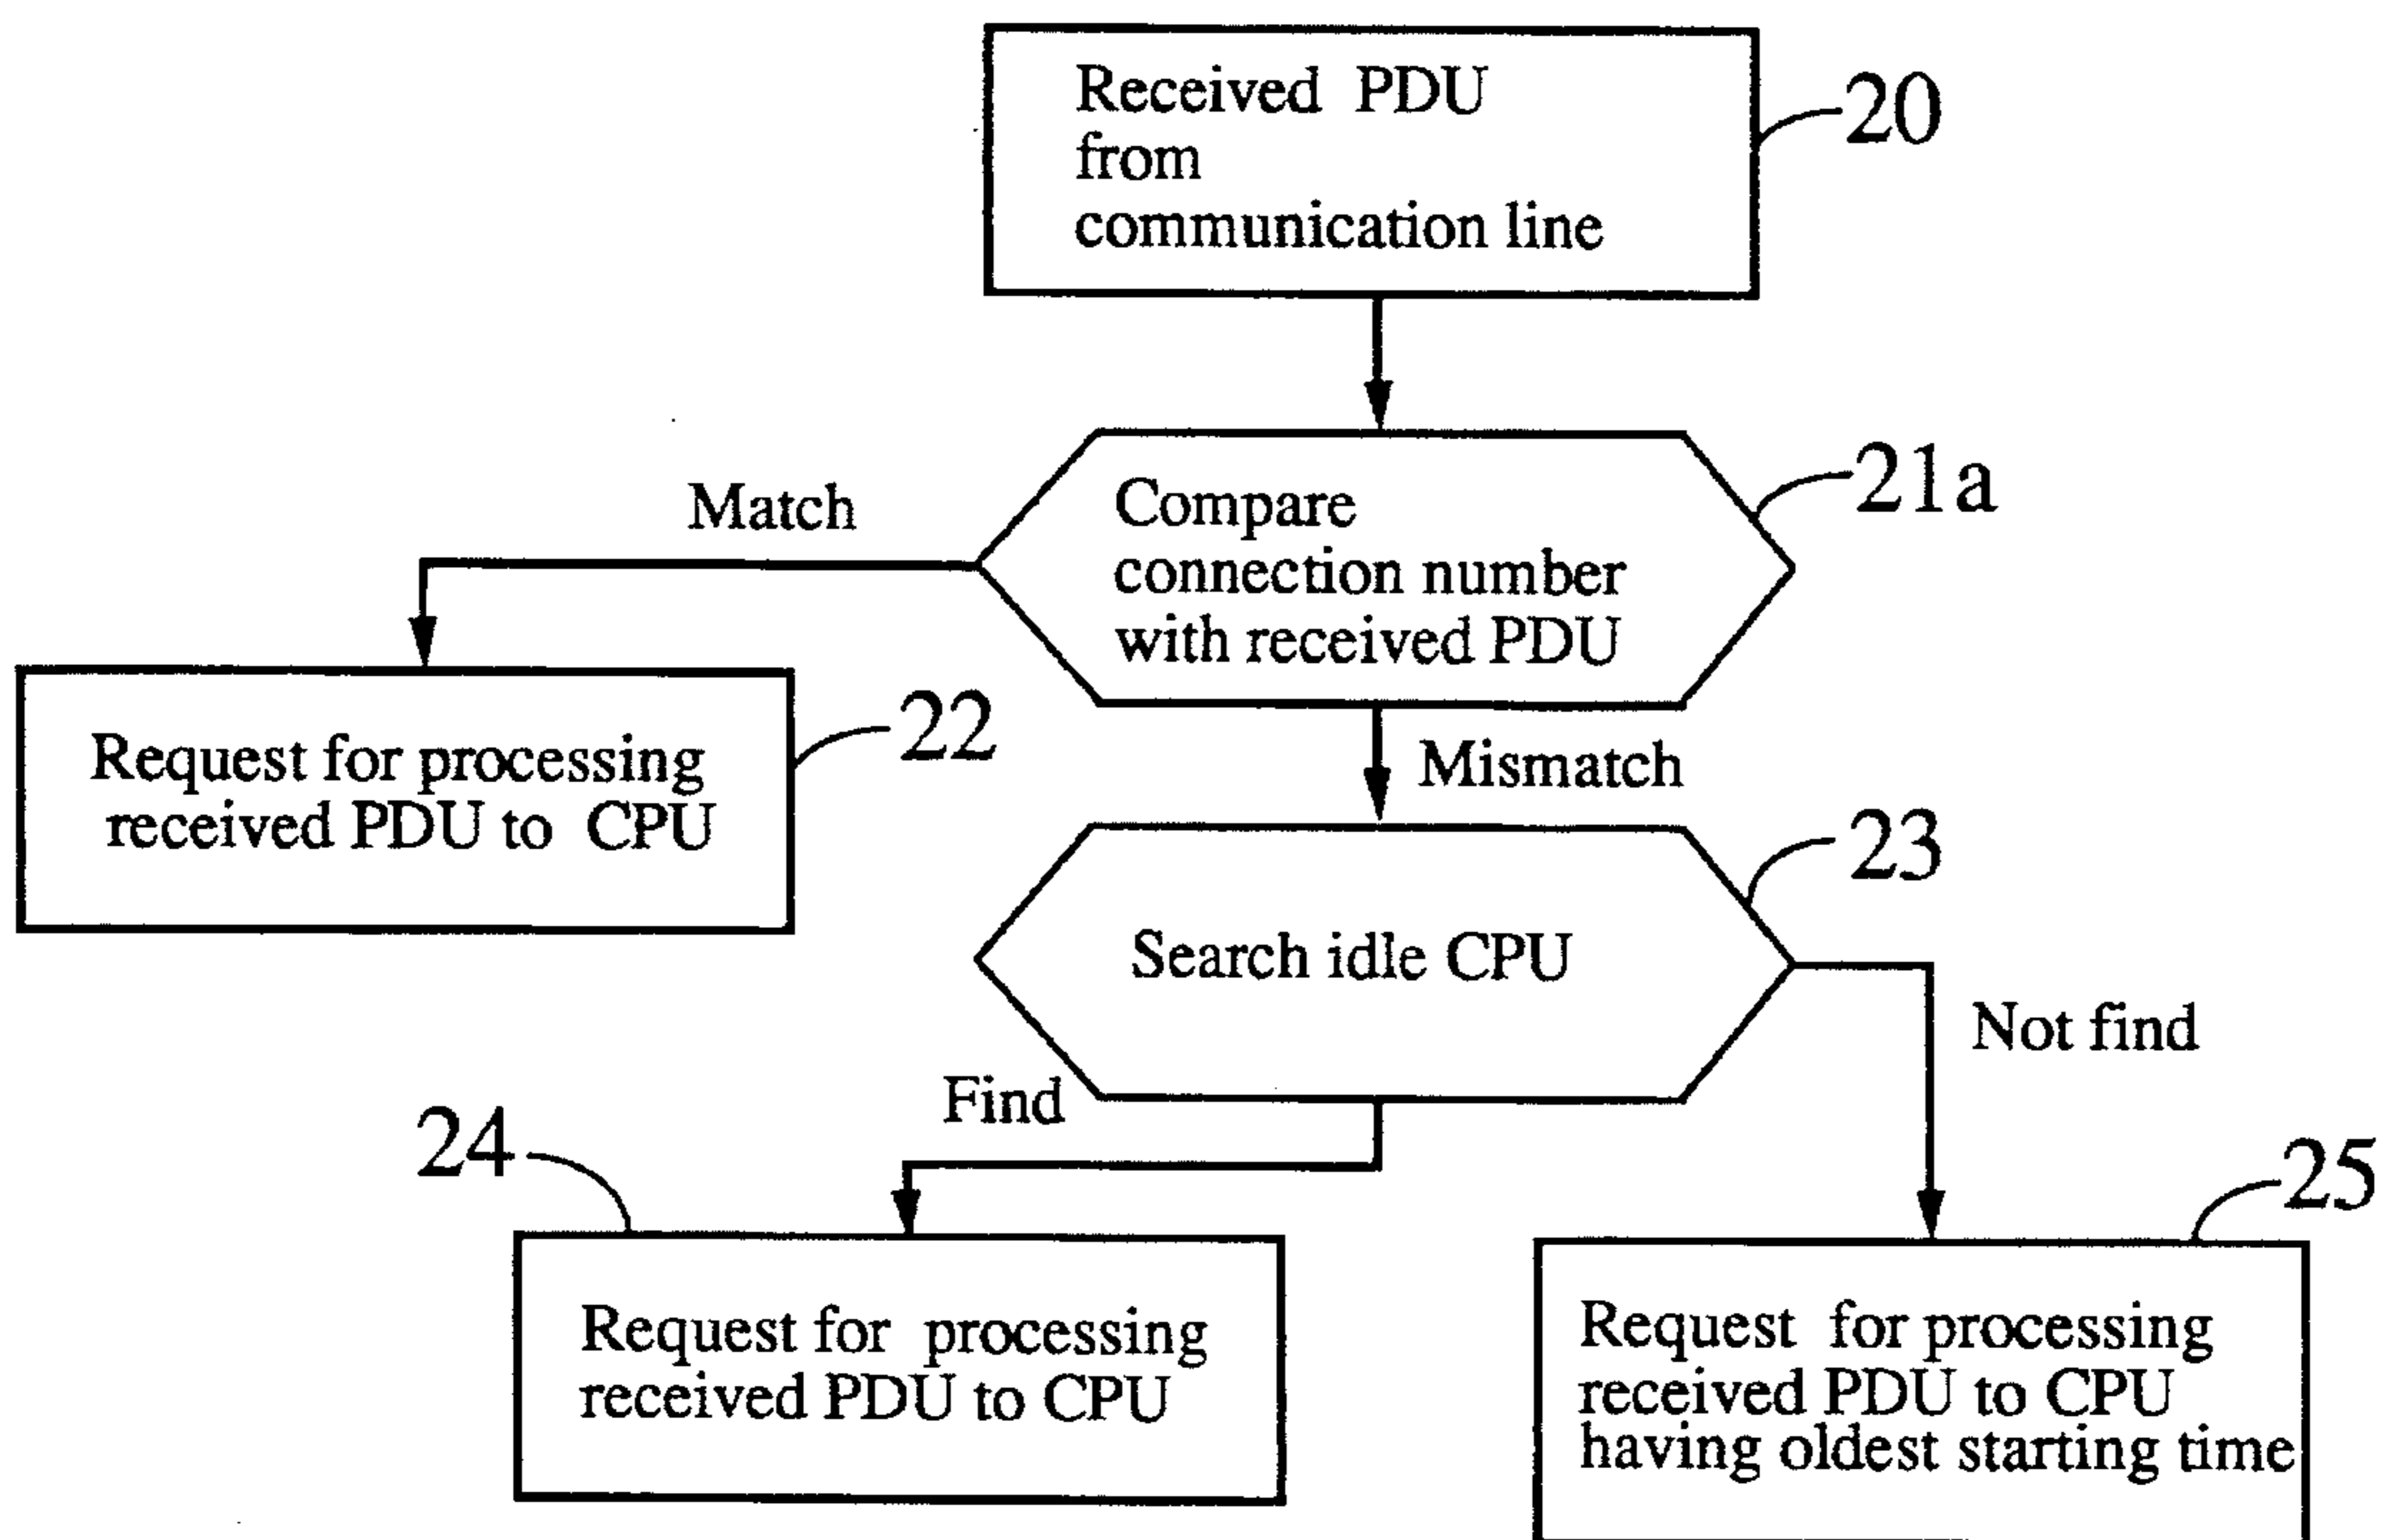 Received PDU
from
communication line
20
Match
Compare
connection number
with received PDU
21a
Request for processing
received PDU to CPU
22
Mismatch
Search idle CPU
23
Find
Not find
24
Request for processing
received PDU to CPU
25
Request for processing
received PDU to CPU
having oldest starting time